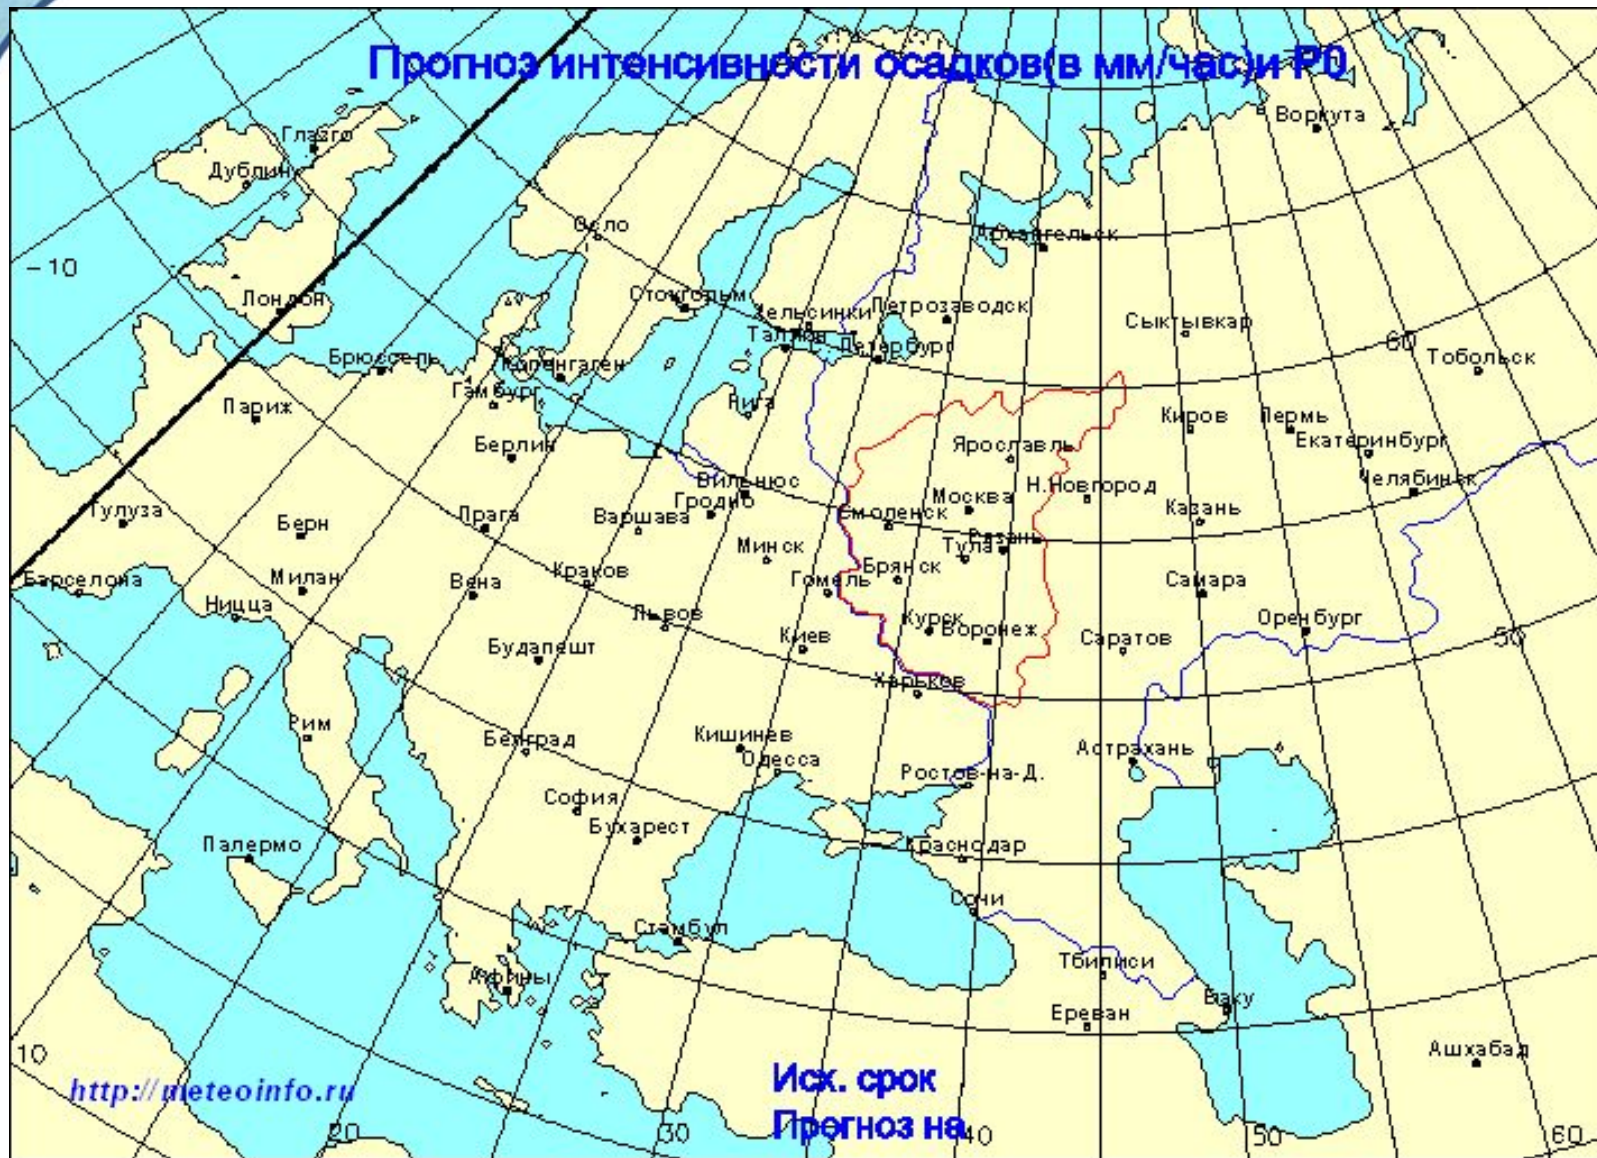 Прогноз интенсивности осадков(в мм/час)и Р0
Воркута
Глазго
Дублин
Осло
Архангельск
-10
Лондон
Стокгольм
Хельсинки
Петрозаводск
Сыктывкар
Таллин
Петербург
60
Тобольск
Брюссель
Копенгаген
Гамбург
Париж
Рига
Киров
Пермь
Берлин
Ярославль
Екатеринбург
Вильнюс
Гродно
Москва
Н.Новгород
Челябинск
Тулуза
Берн
Прага
Варшава
Смоленск
Казань
Рязань
Минск
Тула
Барселона
Милан
Вена
Краков
Гомель
Брянск
Самара
Ницца
Львов
Киев
Курск
Воронеж
Саратов
Оренбург
50
Будапешт
Харьков
Рим
Белград
Кишинев
Одесса
Астрахань
Ростов-на-Д.
София
Бухарест
Палермо
Краснодар
Сочи
Стамбул
Афины
Тбилиси
Баку
Ереван
10
Ашхабад
http://meteoinfo.ru
Исх. срок
Прогноз на
20
30
40
50
60